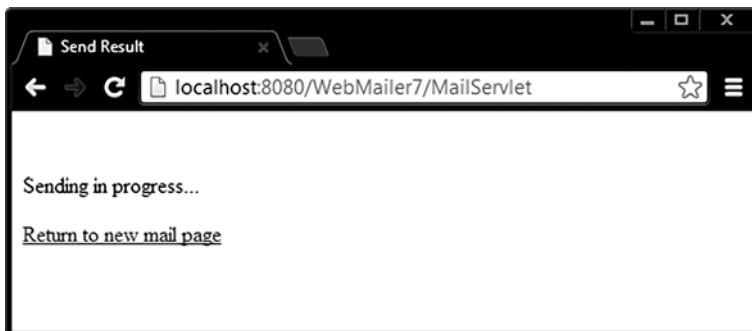 Send Result
localhost:8080/WebMailer7/MailServlet
Sending in progress...
Return to new mail page